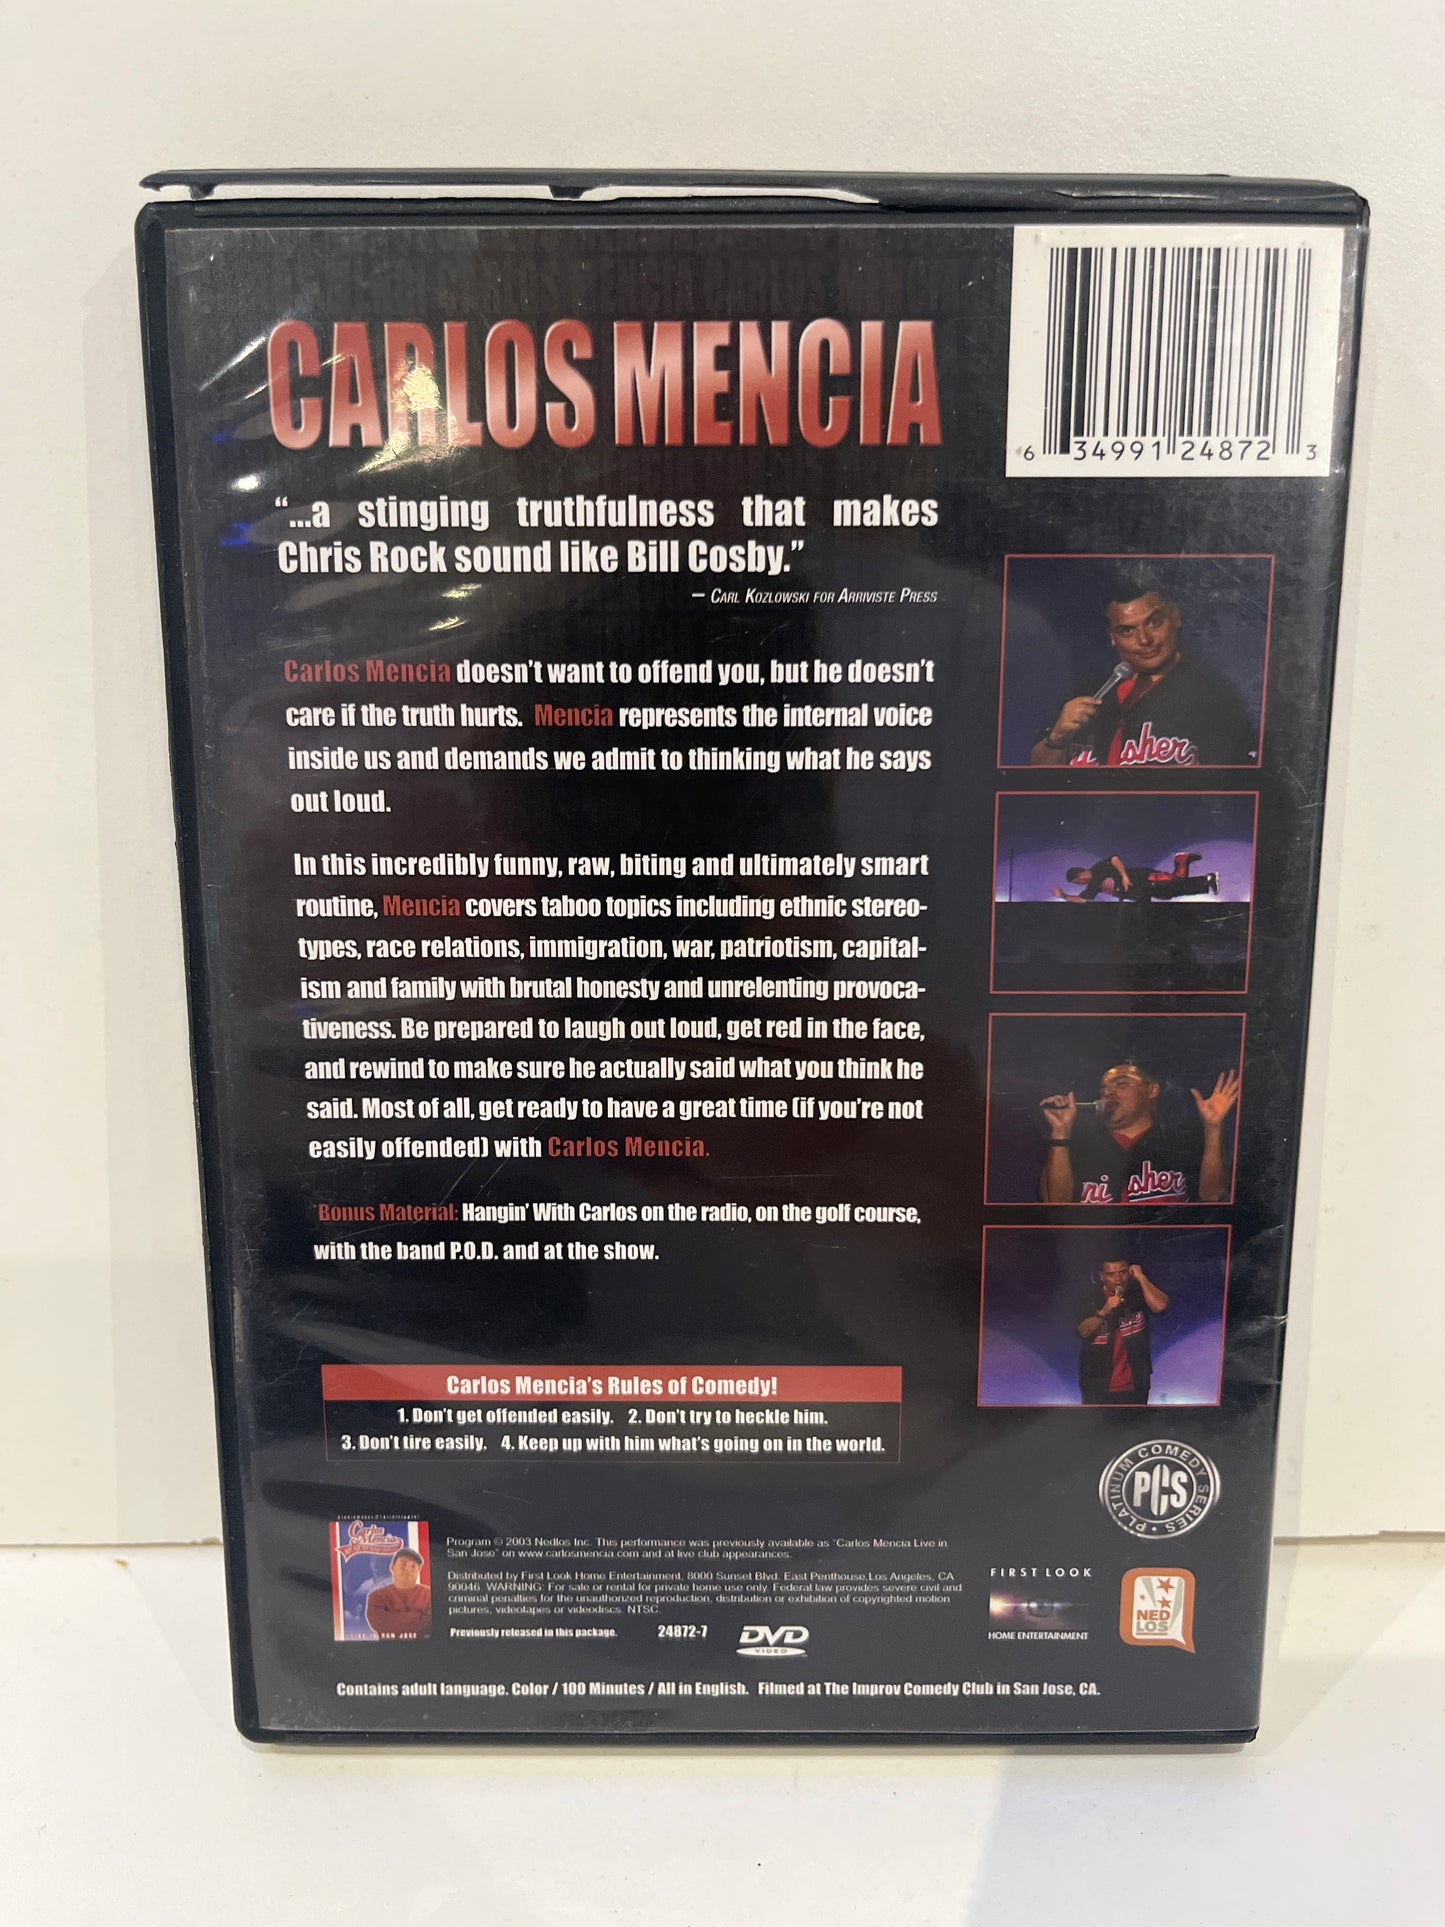 CARLOS MENCIA
6 34991 24872 3
“...a stinging truthfulness that makes
Chris Rock sound like Bill Cosby.”
– Carl Kozlowski for Arriviste Press
Carlos Mencia doesn't want to offend you, but he doesn't
care if the truth hurts. Mencia represents the internal voice
inside us and demands we admit to thinking what he says
out loud.
In this incredibly funny, raw, biting and ultimately smart
routine, Mencia covers taboo topics including ethnic stereo-
types, race relations, immigration, war, patriotism, capital-
ism and family with brutal honesty and unrelenting provoca-
tiveness. Be prepared to laugh out loud, get red in the face,
and rewind to make sure he actually said what you think he
said. Most of all, get ready to have a great time (if you're not
easily offended) with Carlos Mencia.
Bonus Material: Hangin' With Carlos on the radio, on the golf course,
with the band P.O.D. and at the show.
Carlos Mencia's Rules of Comedy!
1. Don't get offended easily. 2. Don't try to heckle him.
3. Don't tire easily. 4. Keep up with him what's going on in the world.
PLATINUM COMEDY SERIES
PCS
Carlos
Mencia
LIVE IN SAN JOSE
Program © 2003 Nedlos Inc. This performance was previously available as “Carlos Mencia Live in
San Jose” on www.carlosmencia.com and at live club appearances.
Distributed by First Look Home Entertainment, 8000 Sunset Blvd. East Penthouse,Los Angeles, CA
90046. WARNING: For sale or rental for private home use only. Federal law provides severe civil and
criminal penalties for the unauthorized reproduction, distribution or exhibition of copyrighted motion
pictures, videotapes or videodiscs. NTSC.
Previously released in this package. 24872-7
DVD
VIDEO
FIRST LOOK
HOME ENTERTAINMENT
NED
LOS
Contains adult language. Color / 100 Minutes / All in English. Filmed at The Improv Comedy Club in San Jose, CA.